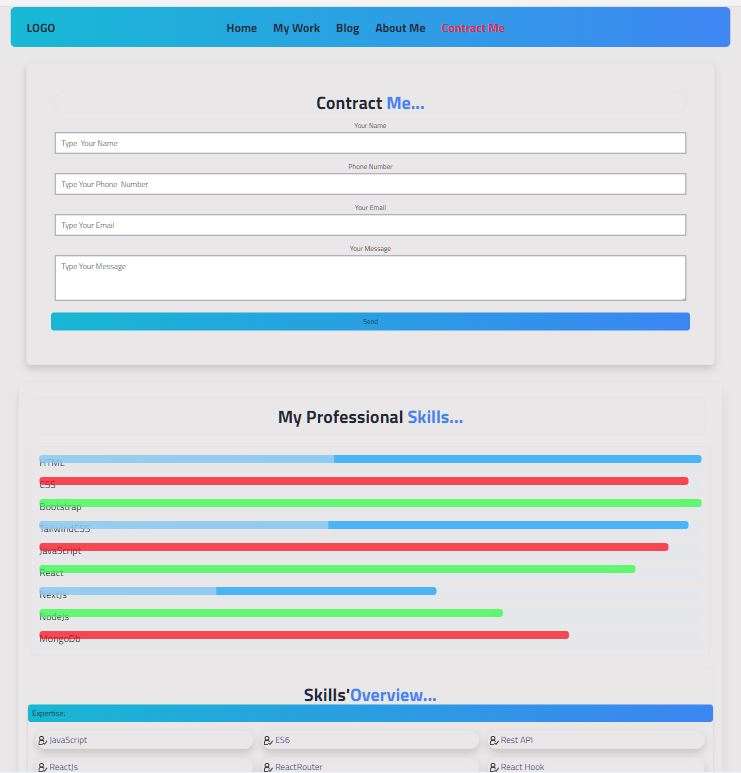 LOGO
Home My Work Blog About Me Contract Me
Contract Me...
Your Name
Type Your Name
Phone Number
Type Your Phone Number
Your Email
Type Your Email
Your Message
Type Your Message
Send
My Professional Skills...
HTML
CSS
Bootstrap
TailwindCSS
JavaScript
React
NextJs
NodeJs
MongoDb
Skills'Overview...
Expertise:
JavaScript ES6 Rest API
ReactJs ReactRouter React Hook